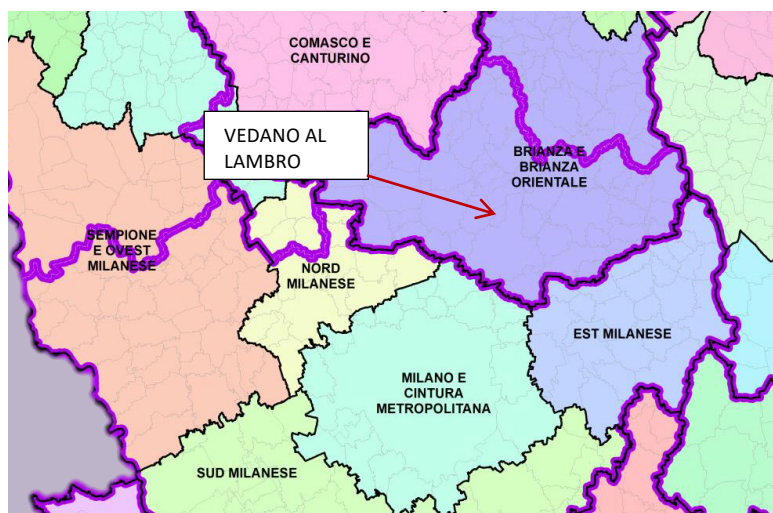 COMASCO E
CANTURINO
VEDANO AL
LAMBRO
BRIANZA E
BRIANZA
ORIENTALE
SEMPIONE
E OVEST
MILANESE
NORD
MILANESE
EST MILANESE
MILANO E
CINTURA
METROPOLITANA
SUD MILANESE